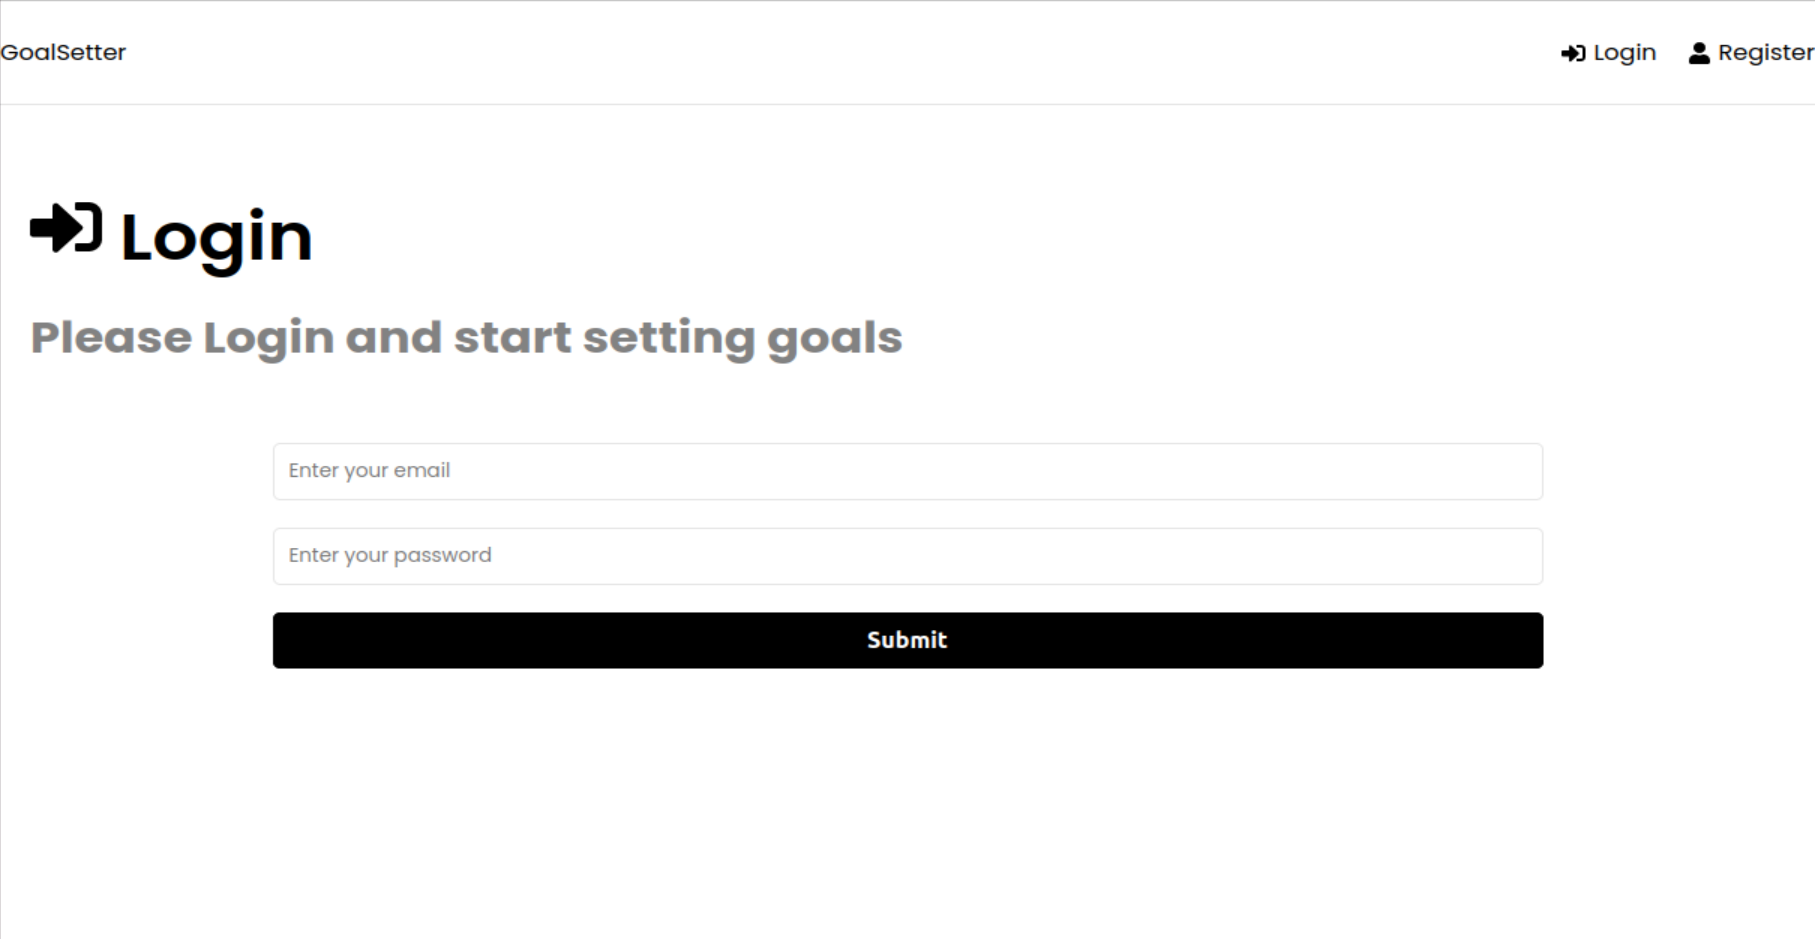 GoalSetter
Login
Register
Login
Please Login and start setting goals
Enter your email
Enter your password
Submit